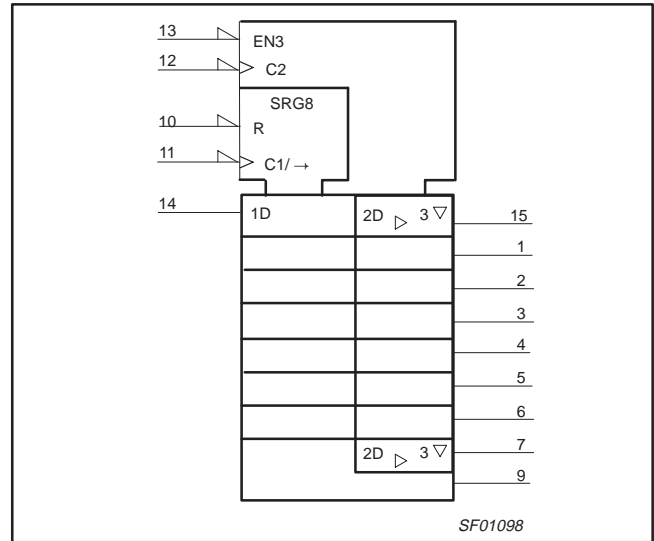 13 EN3
12 C2
SRG8
10 R
11 C1/ →
14 1D 2D ▷ 3 ▽ 15
1
2
3
4
5
6
2D ▷ 3 ▽ 7
9
SF01098